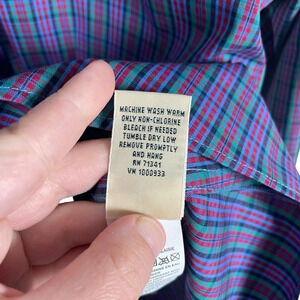 MACHINE WASH WARM
ONLY NON-CHLORINE
BLEACH IF NEEDED
TUMBLE DRY LOW
REMOVE PROMPTLY
AND HANG
RN 71341
VN 1000933